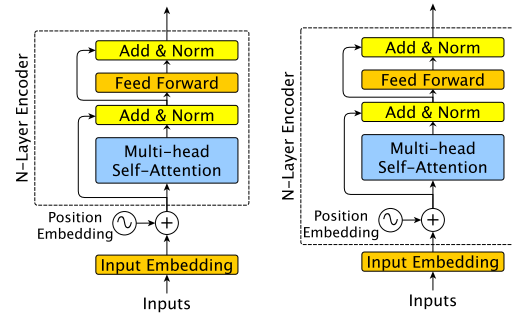 N-Layer Encoder
Add & Norm
Feed Forward
Add & Norm
Multi-head
Self-Attention
Position
Embedding
Input Embedding
Inputs
N-Layer Encoder
Add & Norm
Feed Forward
Add & Norm
Multi-head
Self-Attention
Position
Embedding
Input Embedding
Inputs